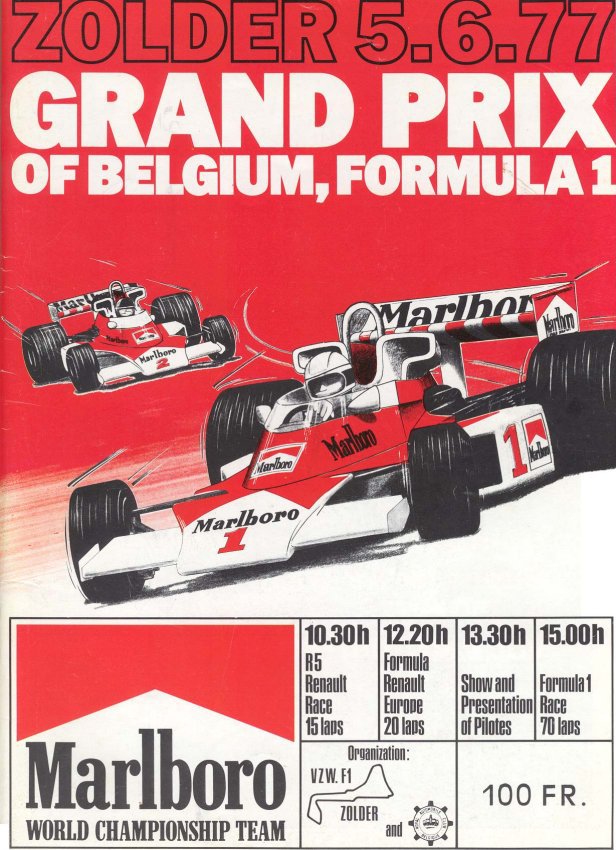 ZOLDER 5.6.77
GRAND PRIX
OF BELGIUM, FORMULA 1
Marlboro
Marlboro
2
Marlboro
Marlboro
Marlboro
Marlboro
Marlboro
1
Marlboro
1
Marlboro
Marlboro
WORLD CHAMPIONSHIP TEAM
10.30h
R5
Renault
Race
15 laps
12.20h
Formula
Renault
Europe
20 laps
13.30h
Show and
Presentation
of Pilotes
15.00h
Formula 1
Race
70 laps
Organization:
V.Z.W. F1
ZOLDER
and
100 FR.